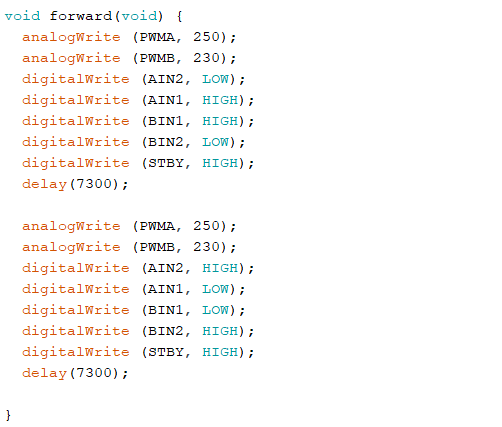 void forward(void) {
  analogWrite (PWMA, 250);
  analogWrite (PWMB, 230);
  digitalWrite (AIN2, LOW);
  digitalWrite (AIN1, HIGH);
  digitalWrite (BIN1, HIGH);
  digitalWrite (BIN2, LOW);
  digitalWrite (STBY, HIGH);
  delay(7300);

  analogWrite (PWMA, 250);
  analogWrite (PWMB, 230);
  digitalWrite (AIN2, HIGH);
  digitalWrite (AIN1, LOW);
  digitalWrite (BIN1, LOW);
  digitalWrite (BIN2, HIGH);
  digitalWrite (STBY, HIGH);
  delay(7300);

}